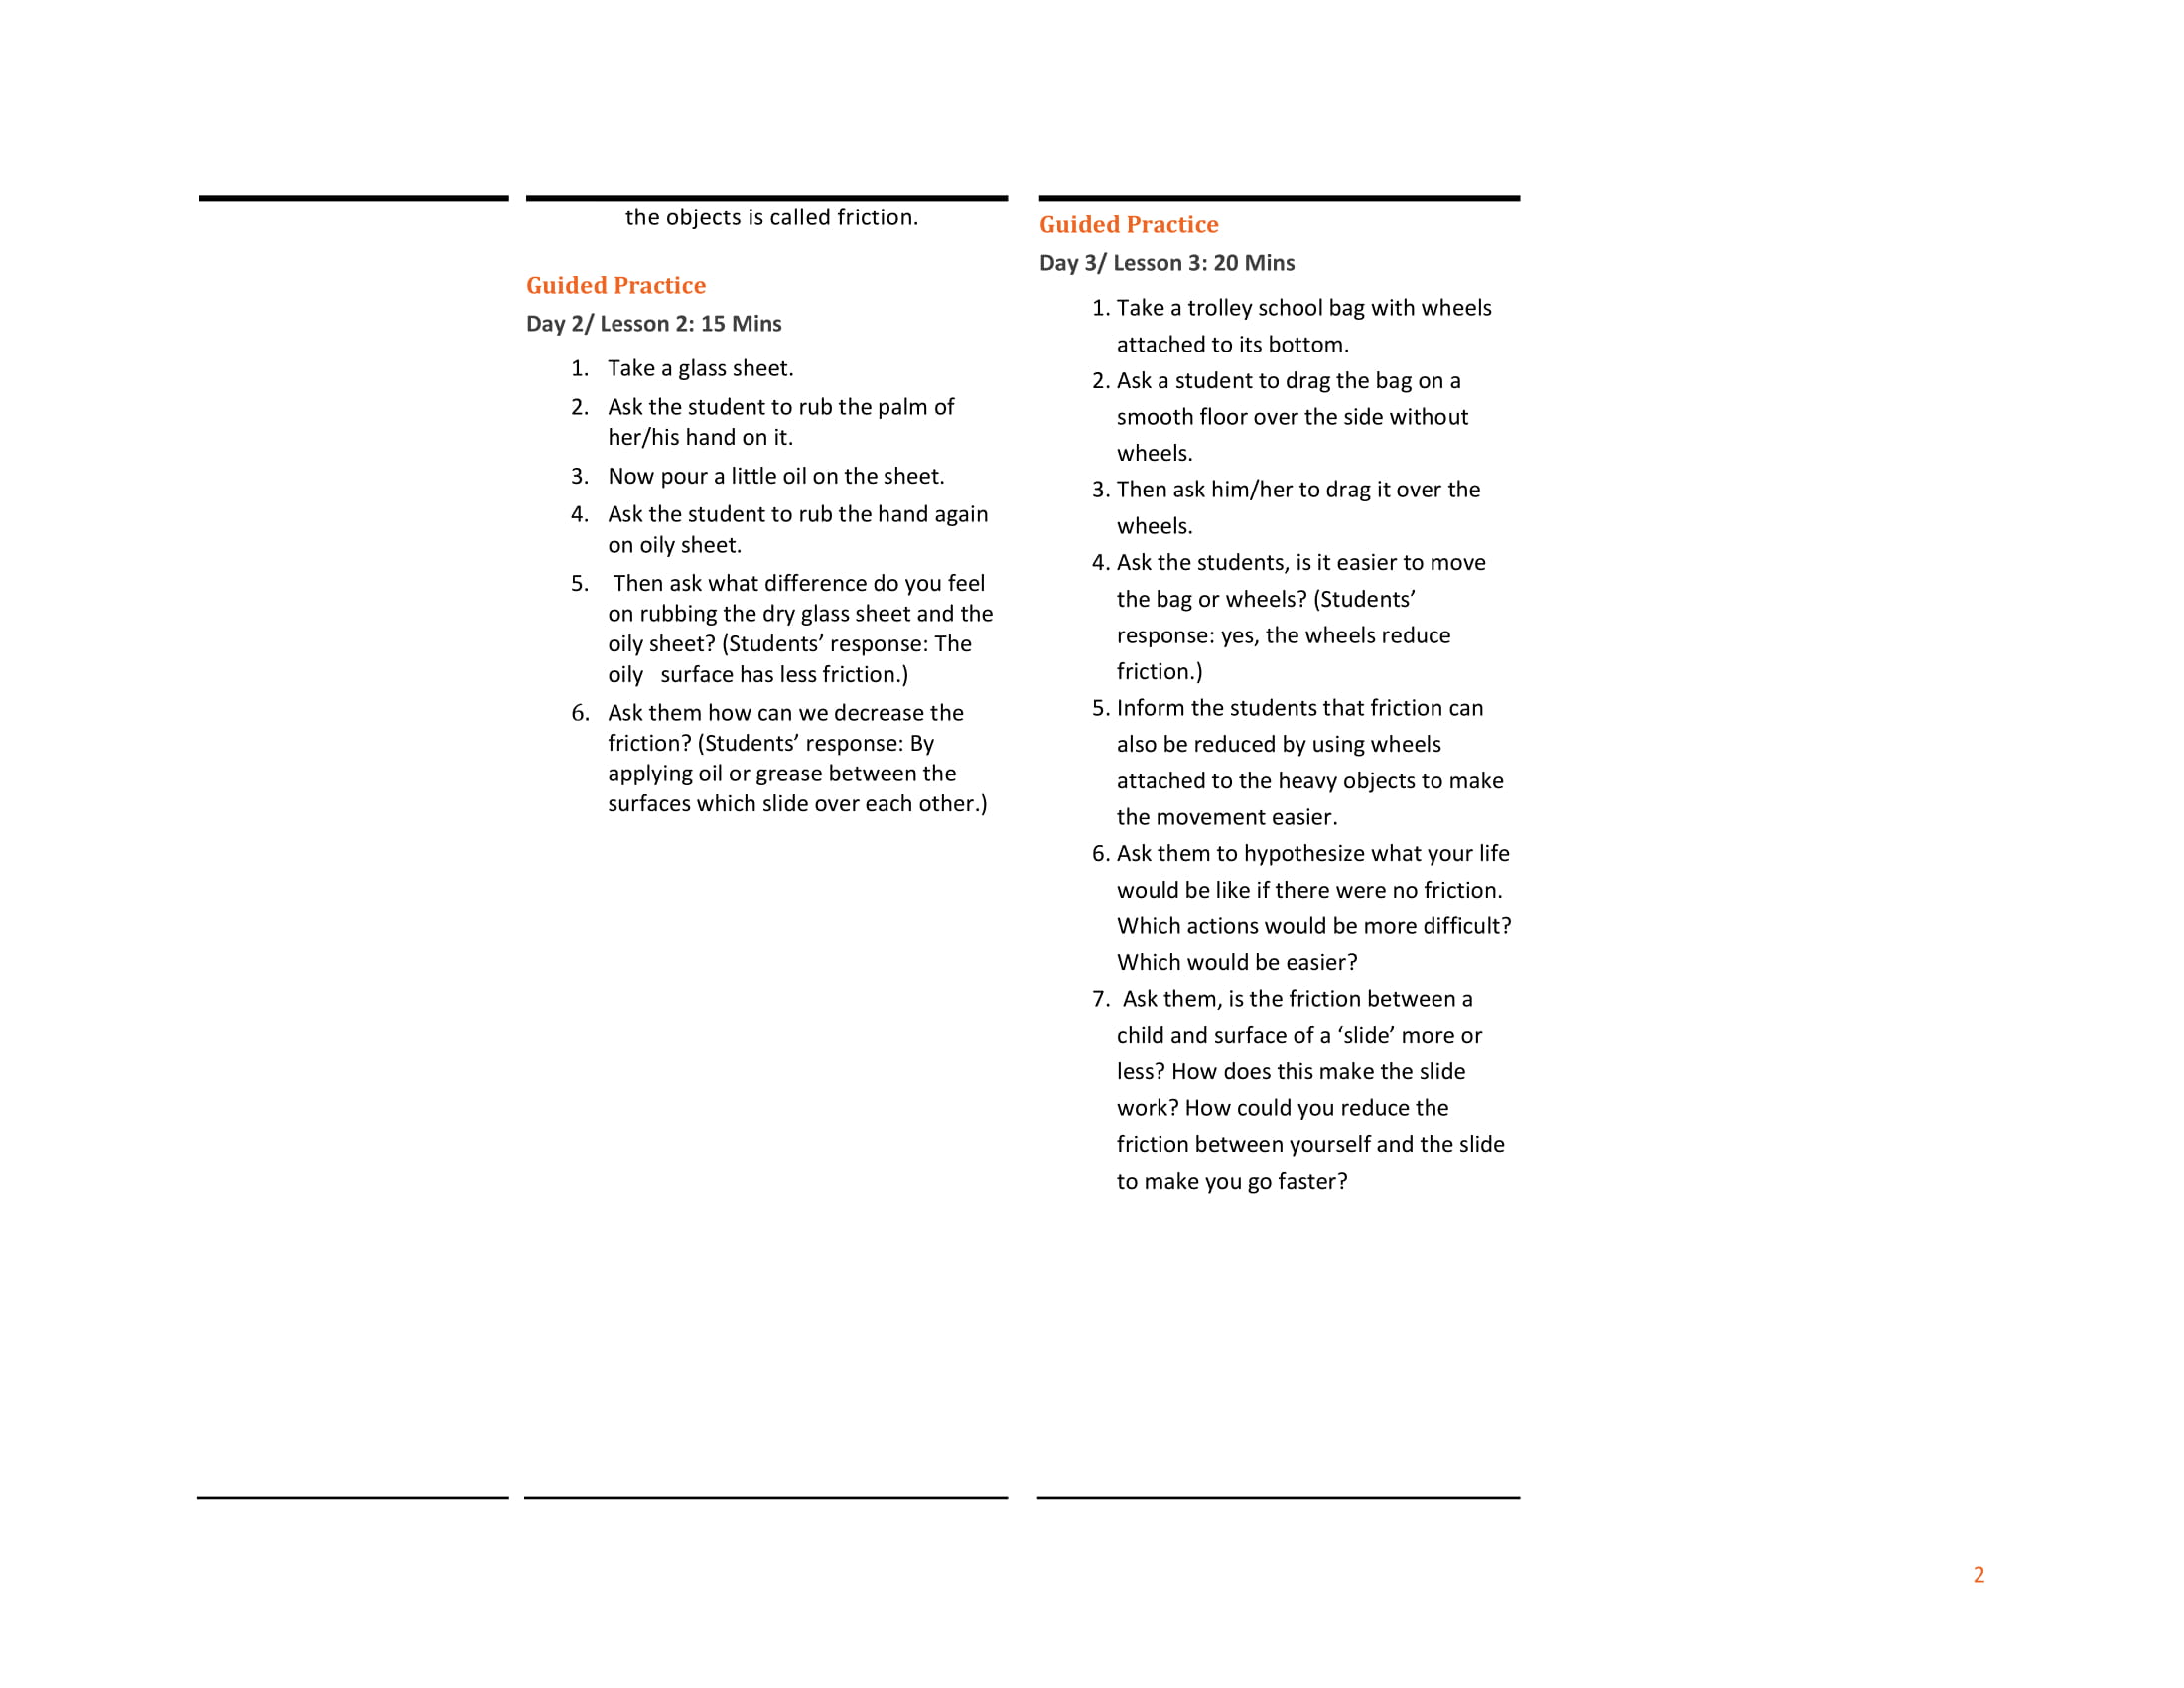 the objects is called friction.
Guided Practice
Day 2/ Lesson 2: 15 Mins
1. Take a glass sheet.
2. Ask the student to rub the palm of
her/his hand on it.
3. Now pour a little oil on the sheet.
4. Ask the student to rub the hand again
on oily sheet.
5. Then ask what difference do you feel
on rubbing the dry glass sheet and the
oily sheet? (Students’ response: The
oily surface has less friction.)
6. Ask them how can we decrease the
friction? (Students’ response: By
applying oil or grease between the
surfaces which slide over each other.)
Guided Practice
Day 3/ Lesson 3: 20 Mins
1. Take a trolley school bag with wheels
attached to its bottom.
2. Ask a student to drag the bag on a
smooth floor over the side without
wheels.
3. Then ask him/her to drag it over the
wheels.
4. Ask the students, is it easier to move
the bag or wheels? (Students’
response: yes, the wheels reduce
friction.)
5. Inform the students that friction can
also be reduced by using wheels
attached to the heavy objects to make
the movement easier.
6. Ask them to hypothesize what your life
would be like if there were no friction.
Which actions would be more difficult?
Which would be easier?
7. Ask them, is the friction between a
child and surface of a ‘slide’ more or
less? How does this make the slide
work? How could you reduce the
friction between yourself and the slide
to make you go faster?
2